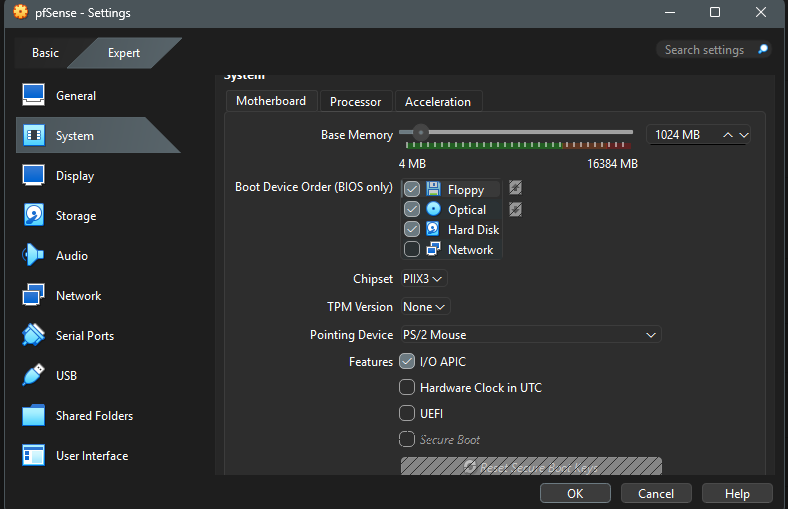 pfSense - Settings
Basic
Expert
Search settings
General
System
Display
Storage
Audio
Network
Serial Ports
USB
Shared Folders
User Interface
System
Motherboard
Processor
Acceleration
Base Memory
1024 MB
4 MB
16384 MB
Boot Device Order (BIOS only)
Floppy
Optical
Hard Disk
Network
Chipset
PIIX3
TPM Version
None
Pointing Device
PS/2 Mouse
Features
I/O APIC
Hardware Clock in UTC
UEFI
Secure Boot
Reset Secure Boot Keys
OK
Cancel
Help